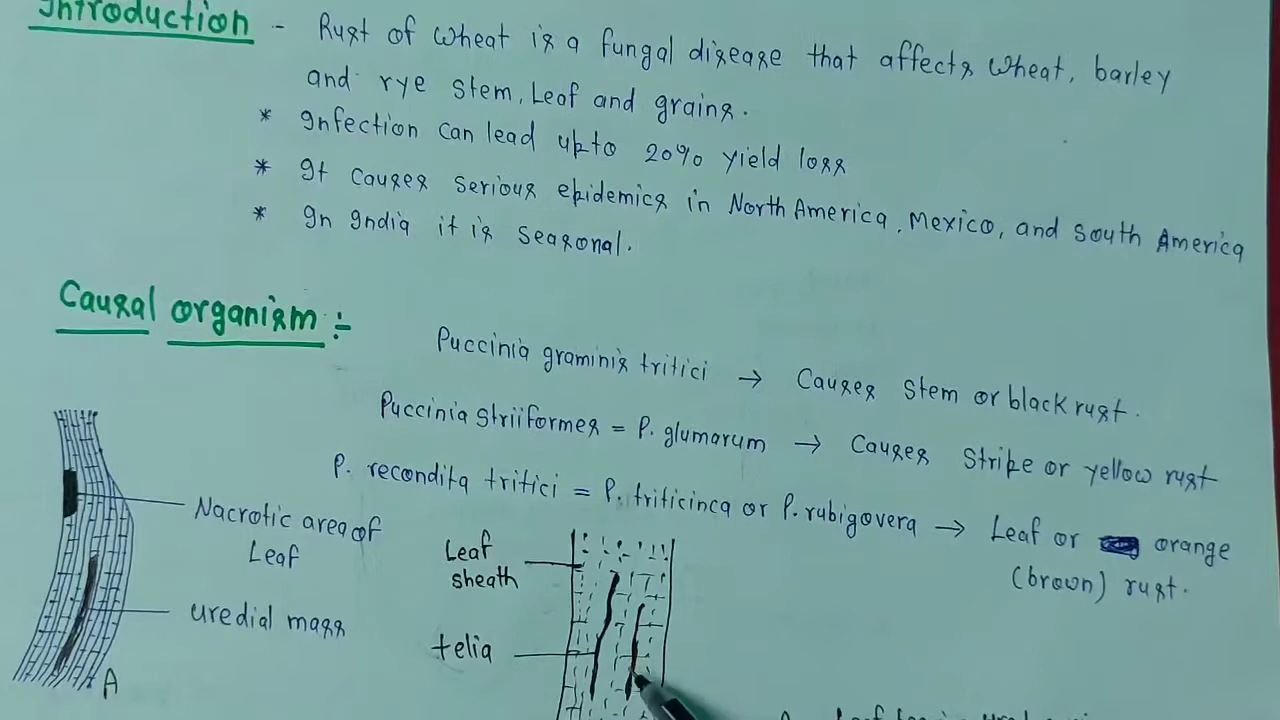 Introduction - Rust of wheat is a fungal disease that affects wheat, barley
and rye stem, Leaf and grains.
* Infection can lead upto 20% yield loss
* It causes serious epidemics in North America, Mexico, and south America
* In India it is seasonal.
Causal organism :-
Puccinia graminis tritici → Causes stem or black rust.
Puccinia striiformes = P. glumarum → Causes stripe or yellow rust
P. recondita tritici = P. triticinca or P. rubigovera → Leaf or orange
(brown) rust.
Nacrotic area of
Leaf
uredial mass
A
Leaf
sheath
telia